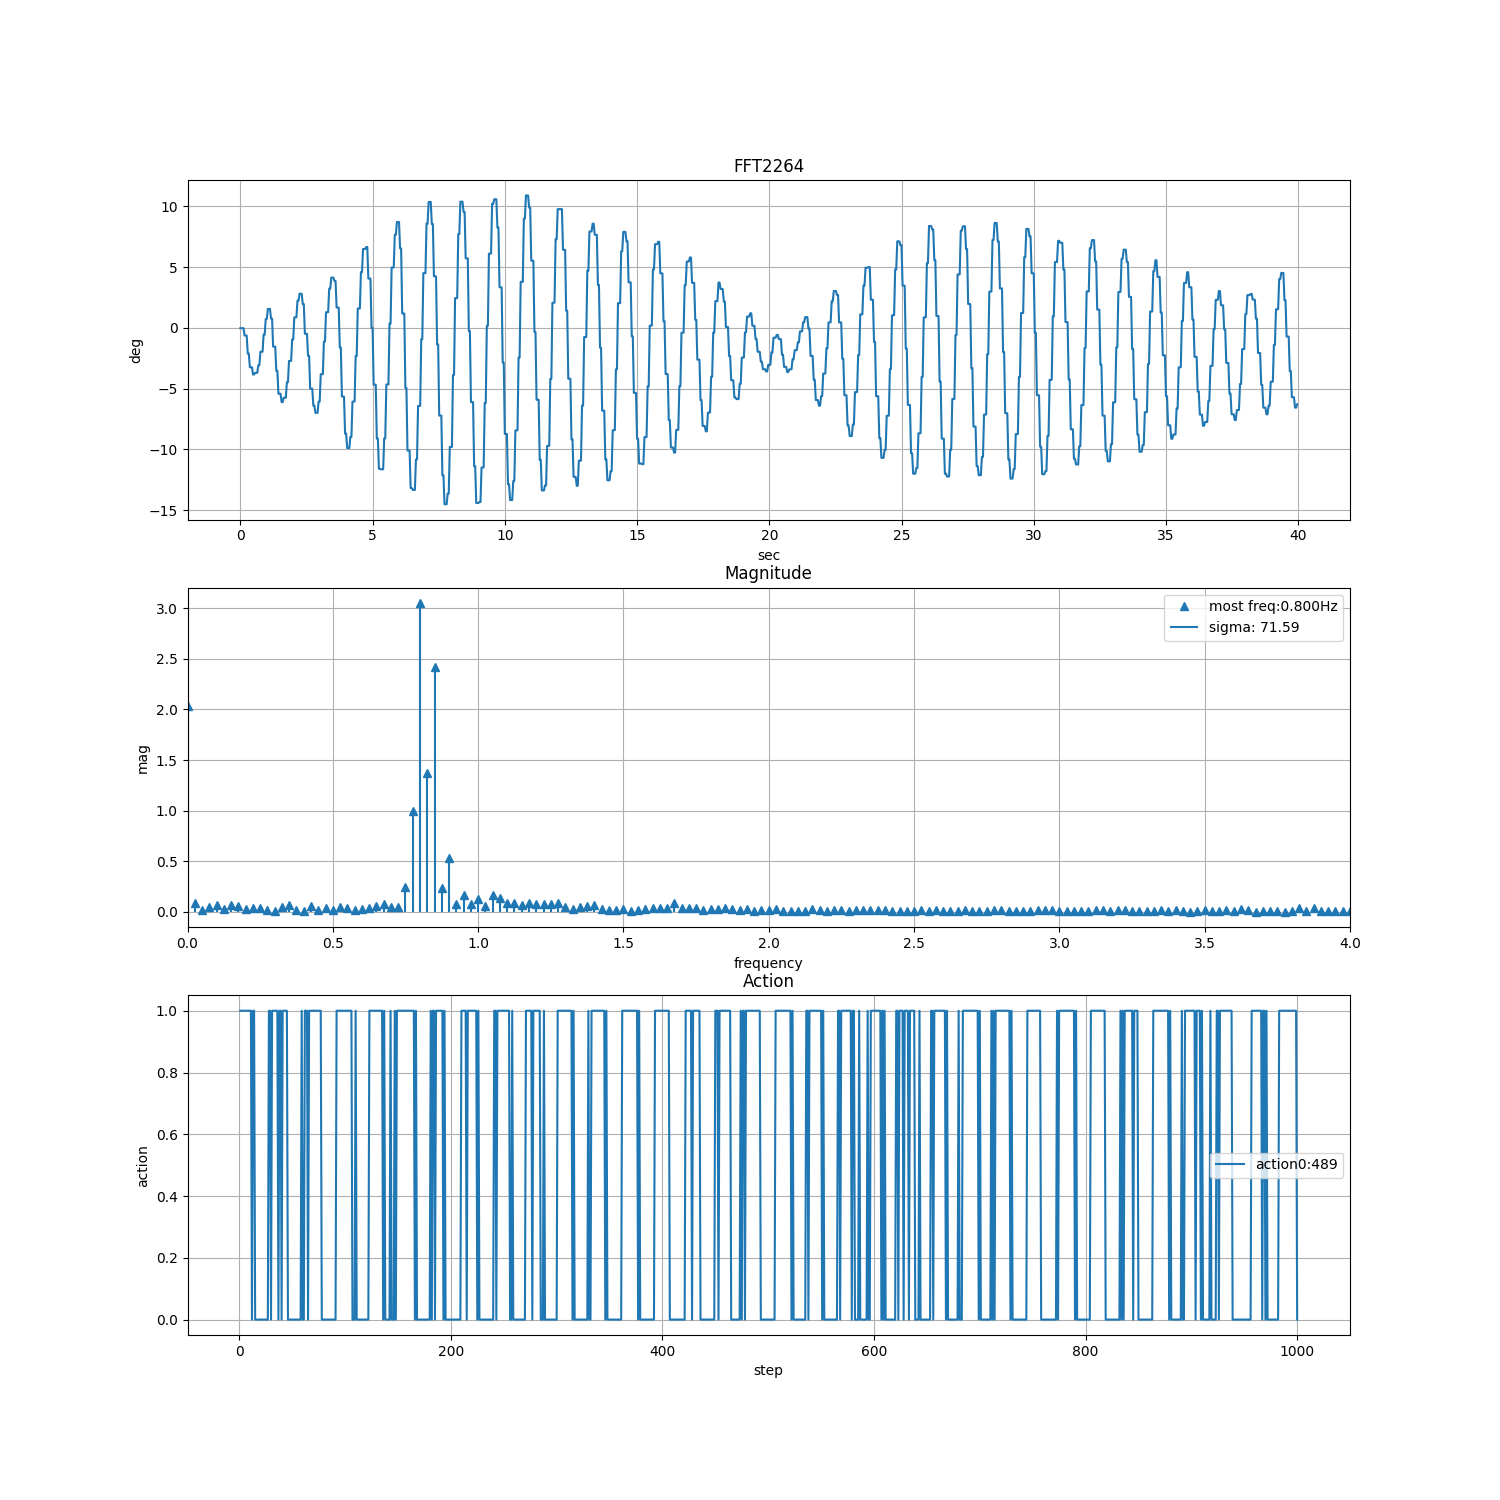 FFT2264
10
5
0
−5
−10
−15
deg
0 5 10 15 20 25 30 35 40
sec
Magnitude
3.0
2.5
2.0
1.5
1.0
0.5
0.0
mag
most freq:0.800Hz
sigma: 71.59
0.0 0.5 1.0 1.5 2.0 2.5 3.0 3.5 4.0
frequency
Action
1.0
0.8
0.6
0.4
0.2
0.0
action
action0:489
0 200 400 600 800 1000
step